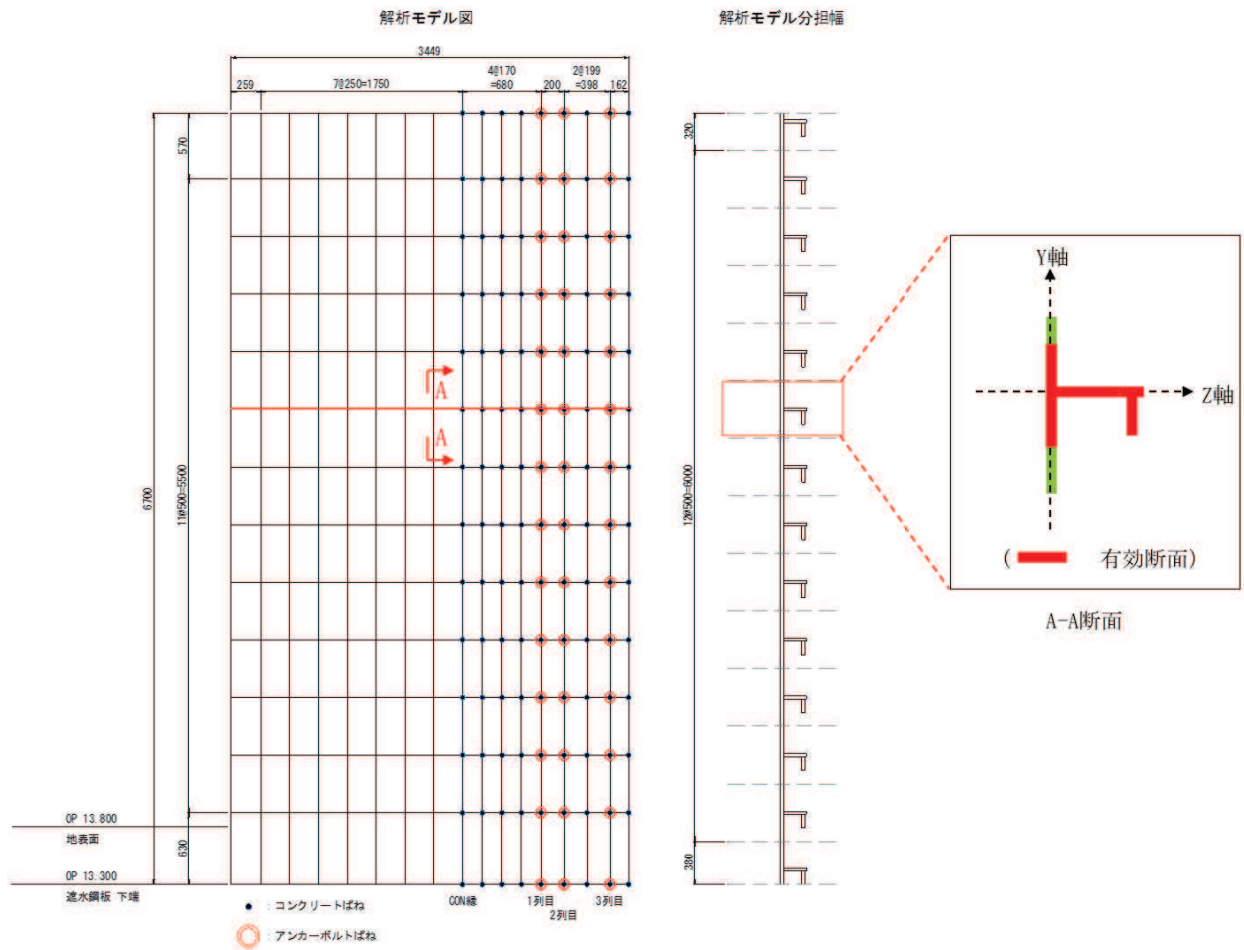 解析モデル図
解析モデル分担幅
3449
259
7@250=1750
4@170
=680
200
2@199
=398
162
570
6700
11@500=5500
630
320
12@500=6000
380
A
A
OP 13.800
地表面
OP 13.300
遮水鋼板 下端
CON縁
1列目
2列目
3列目
:コンクリートばね
:アンカーボルトばね
Y軸
Z軸
( 有効断面)
A-A断面